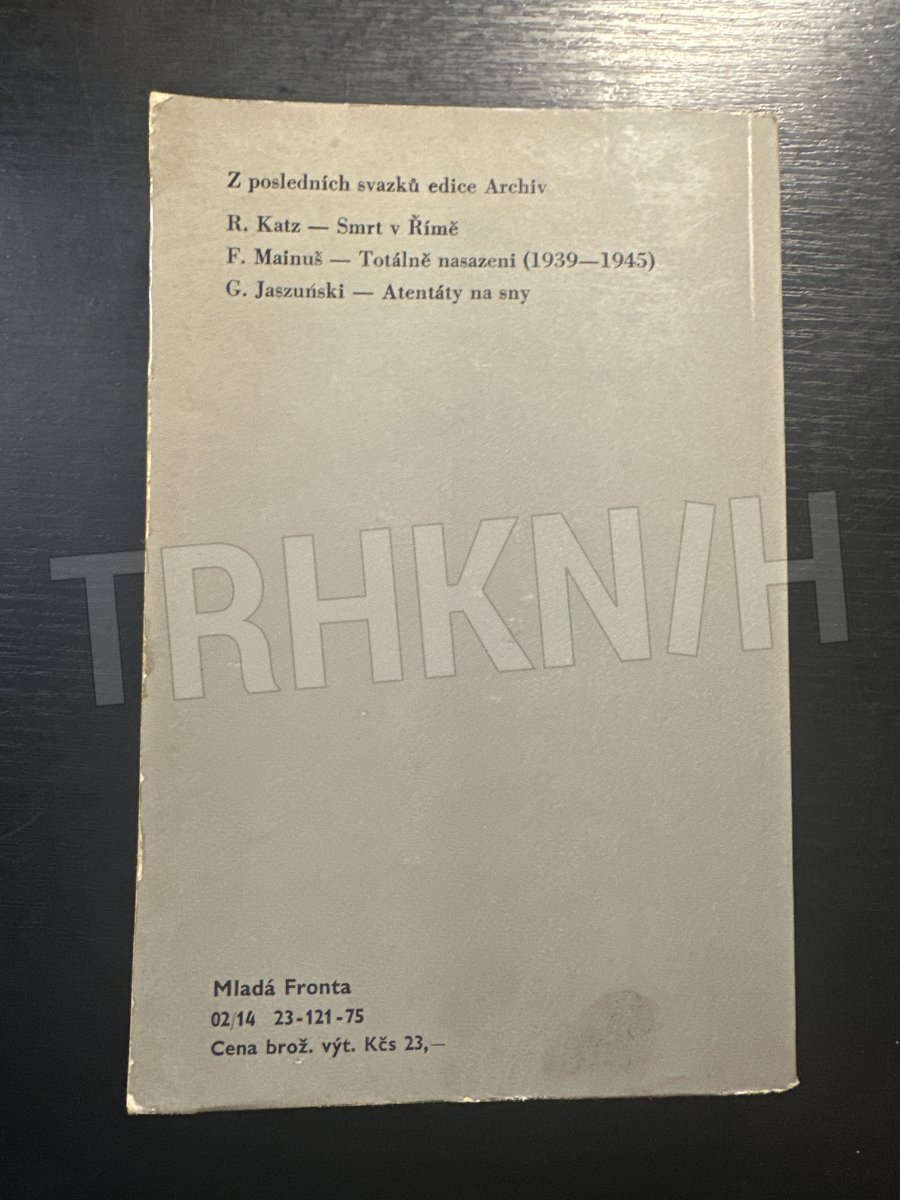 Z posledních svazků edice Archiv
R. Katz — Smrt v Římě
F. Mainuš — Totálně nasazeni (1939—1945)
G. Jaszuński — Atentáty na sny
TRHKNIH
Mladá Fronta
02/14 23-121-75
Cena brož. výt. Kčs 23,—